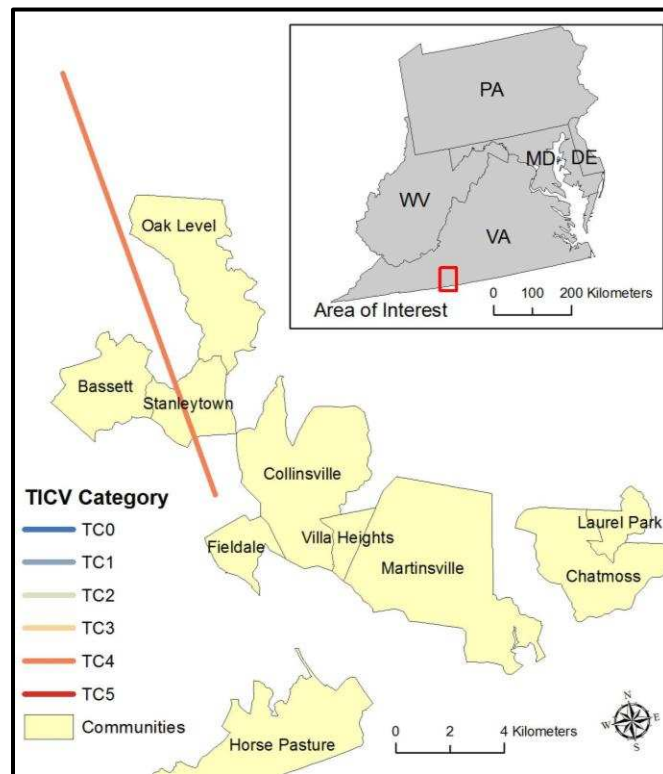 PA
MD
DE
WV
VA
Area of Interest
0 100 200 Kilometers
Oak Level
Bassett
Stanleytown
Collinsville
Fieldale
Villa Heights
Martinsville
Laurel Park
Chatmoss
Horse Pasture
TICV Category
TC0
TC1
TC2
TC3
TC4
TC5
Communities
0 2 4 Kilometers
N
W E
S